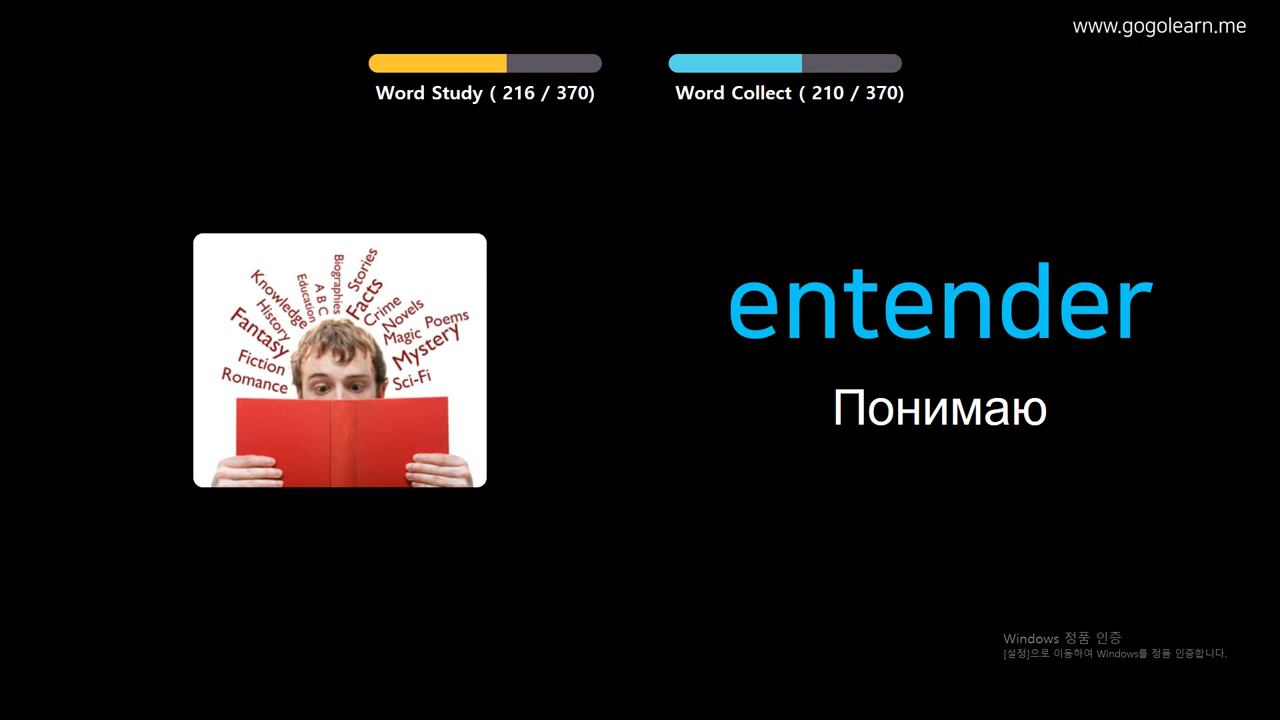 www.gogolearn.me
Word Study ( 216 / 370)
Word Collect ( 210 / 370)
Biographies
Stories
Knowledge
Education
A B C
Facts
History
Crime
Novels
Fantasy
Magic
Poems
Mystery
Fiction
Romance
Sci-Fi
entender
Понимаю
Windows 정품 인증
[설정]으로 이동하여 Windows를 정품 인증합니다.